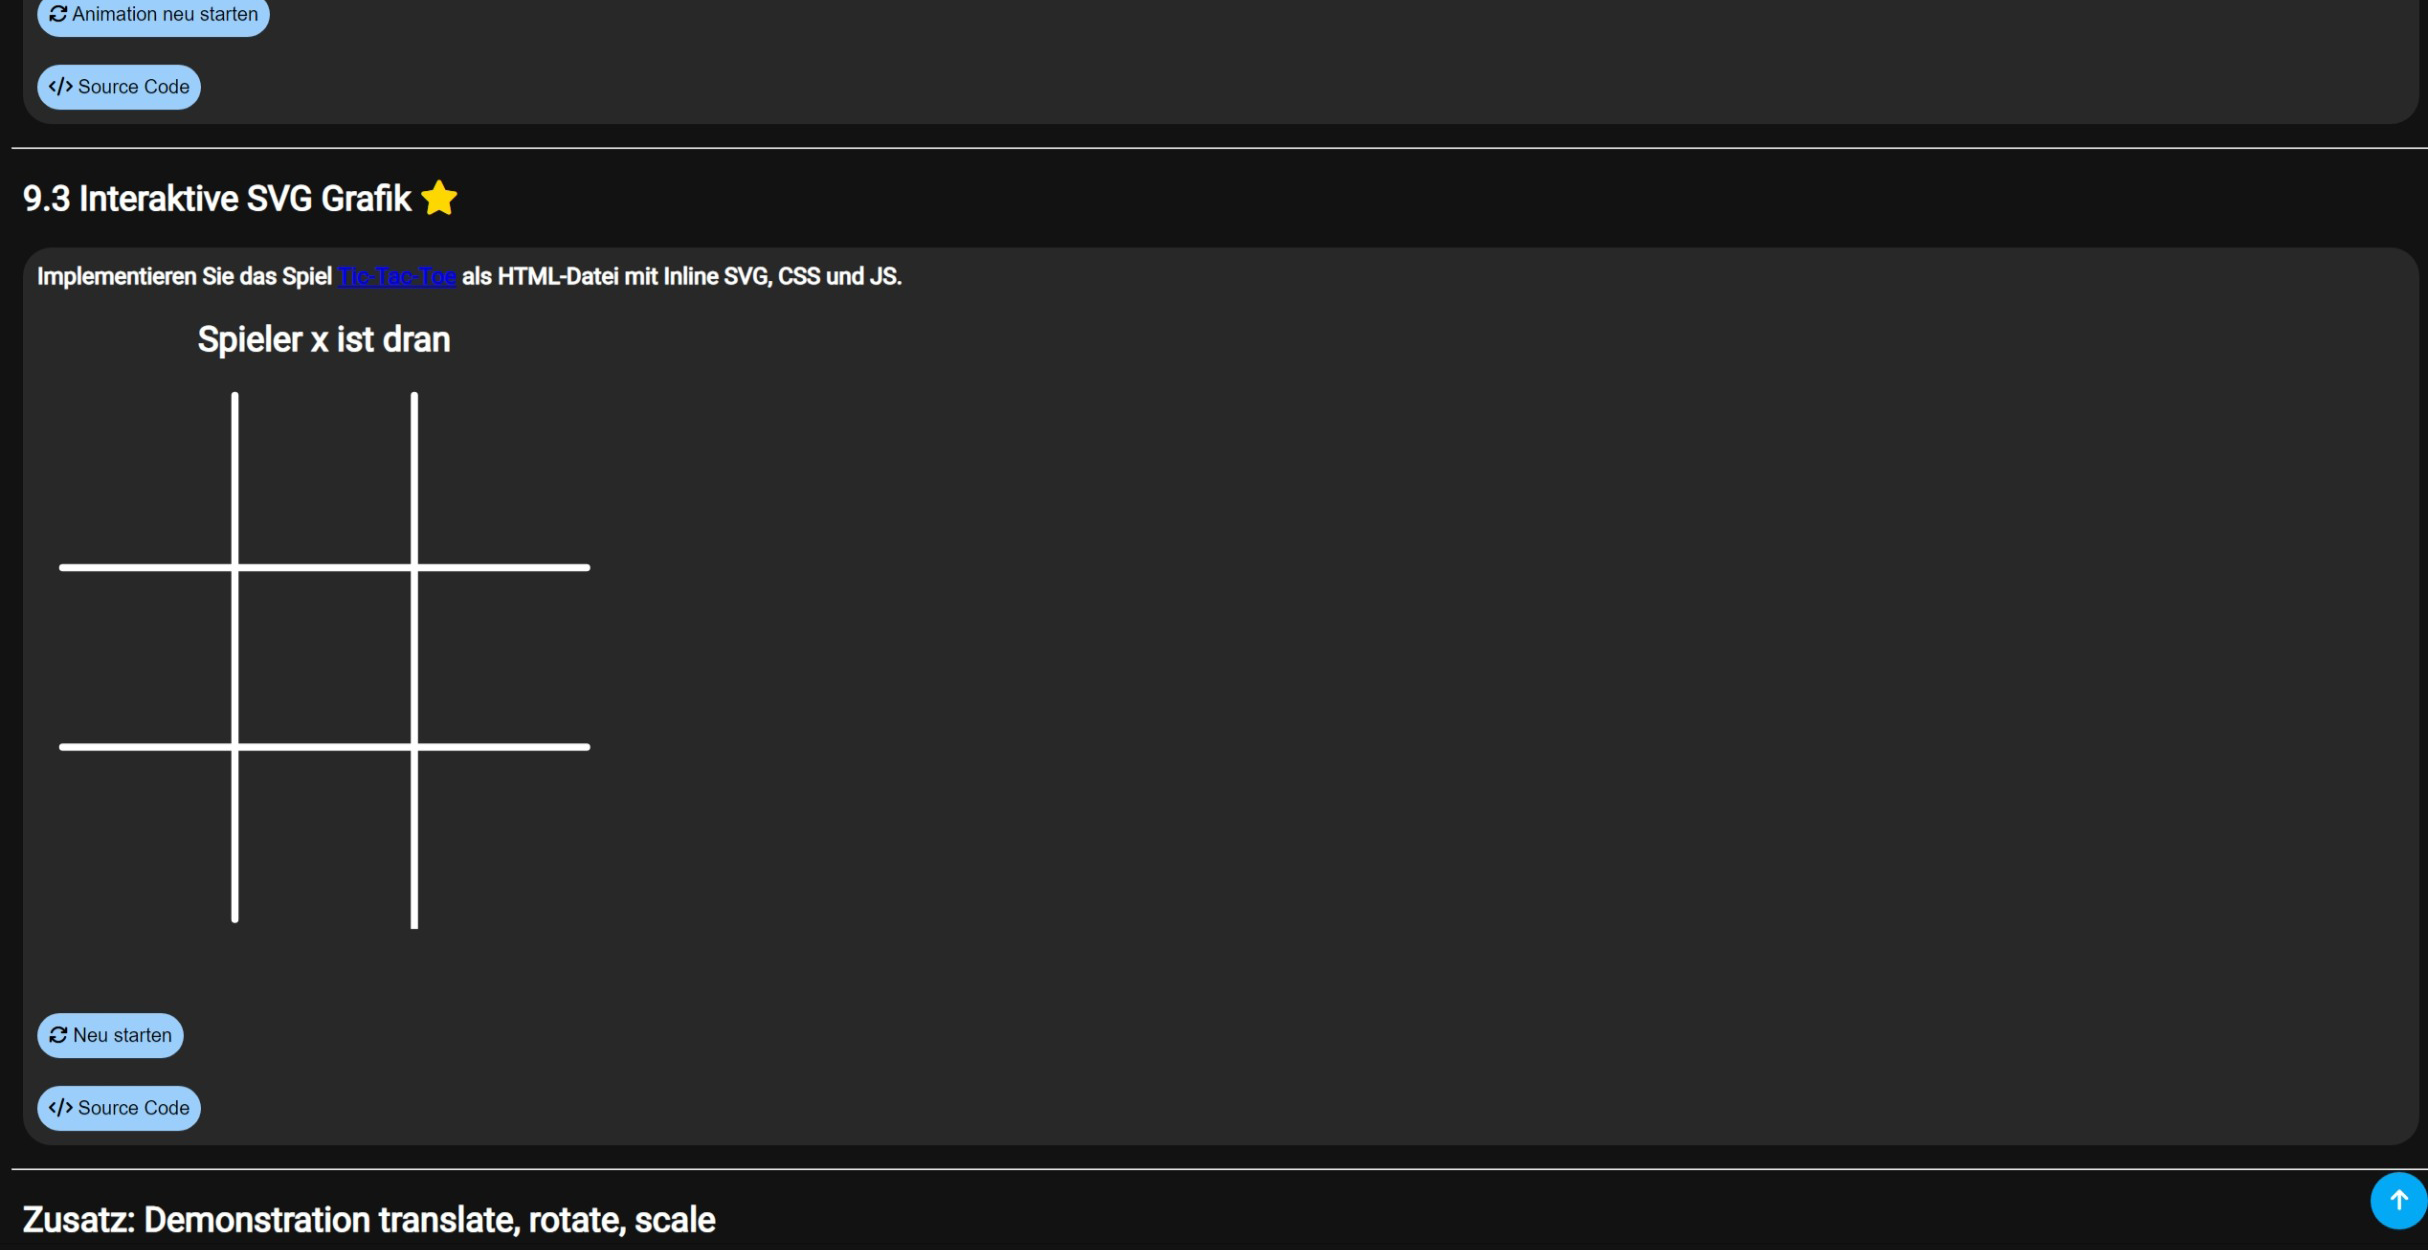 Animation neu starten
</> Source Code
9.3 Interaktive SVG Grafik
Implementieren Sie das Spiel Tic-Tac-Toe als HTML-Datei mit Inline SVG, CSS und JS.
Spieler x ist dran
Neu starten
</> Source Code
Zusatz: Demonstration translate, rotate, scale